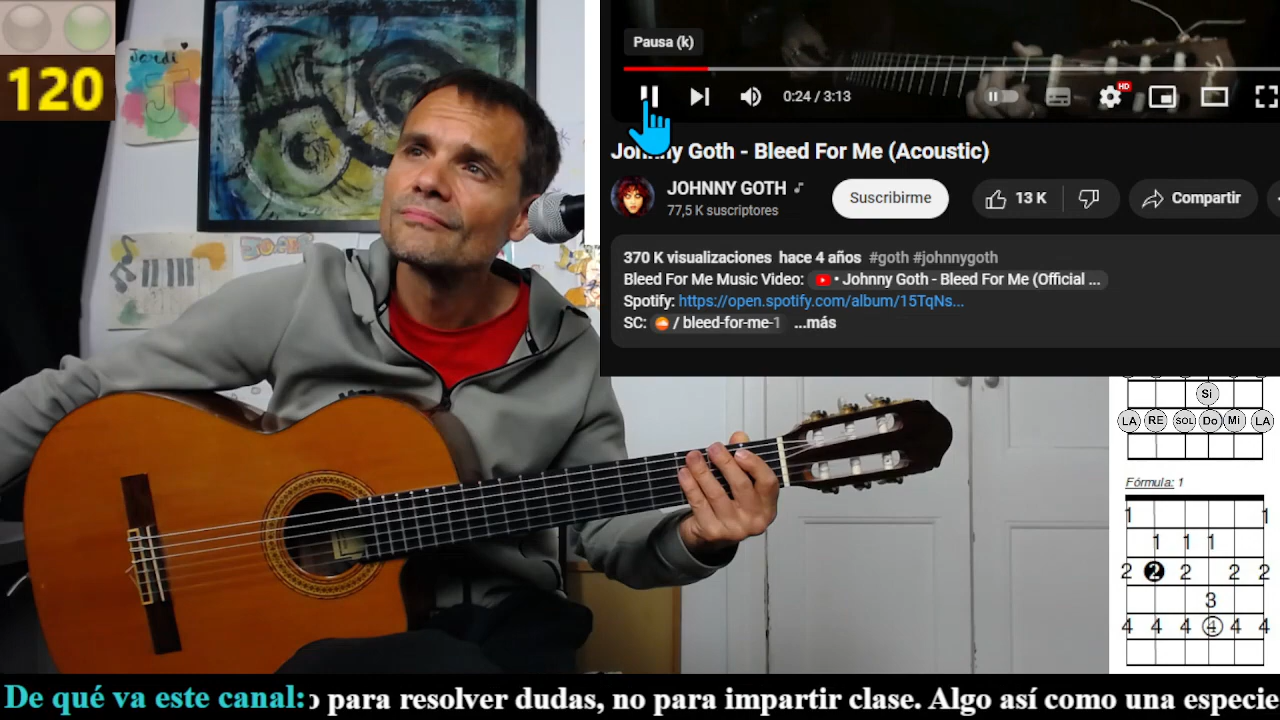 120
Jordi
J
Pausa (k)
0:24 / 3:13
HD
Johnny Goth - Bleed For Me (Acoustic)
JOHNNY GOTH
77,5 K suscriptores
Suscribirme
13 K
Compartir
370 K visualizaciones hace 4 años #goth #johnnygoth
Bleed For Me Music Video: • Johnny Goth - Bleed For Me (Official ...
Spotify: https://open.spotify.com/album/15TqNs...
SC: / bleed-for-me-1 ...más
Si
LA RE SOL Do Mi LA
Fórmula: 1
1 1
1 1 1
2 2 2 2 2
3
4 4 4 4 4 4
De qué va este canal: o para resolver dudas, no para impartir clase. Algo así como una especie